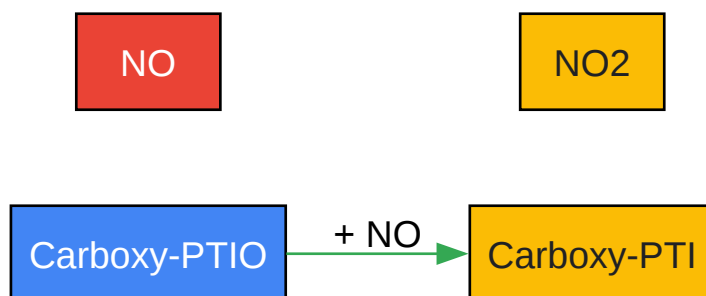 NO
NO2
Carboxy-PTIO
+ NO
Carboxy-PTI